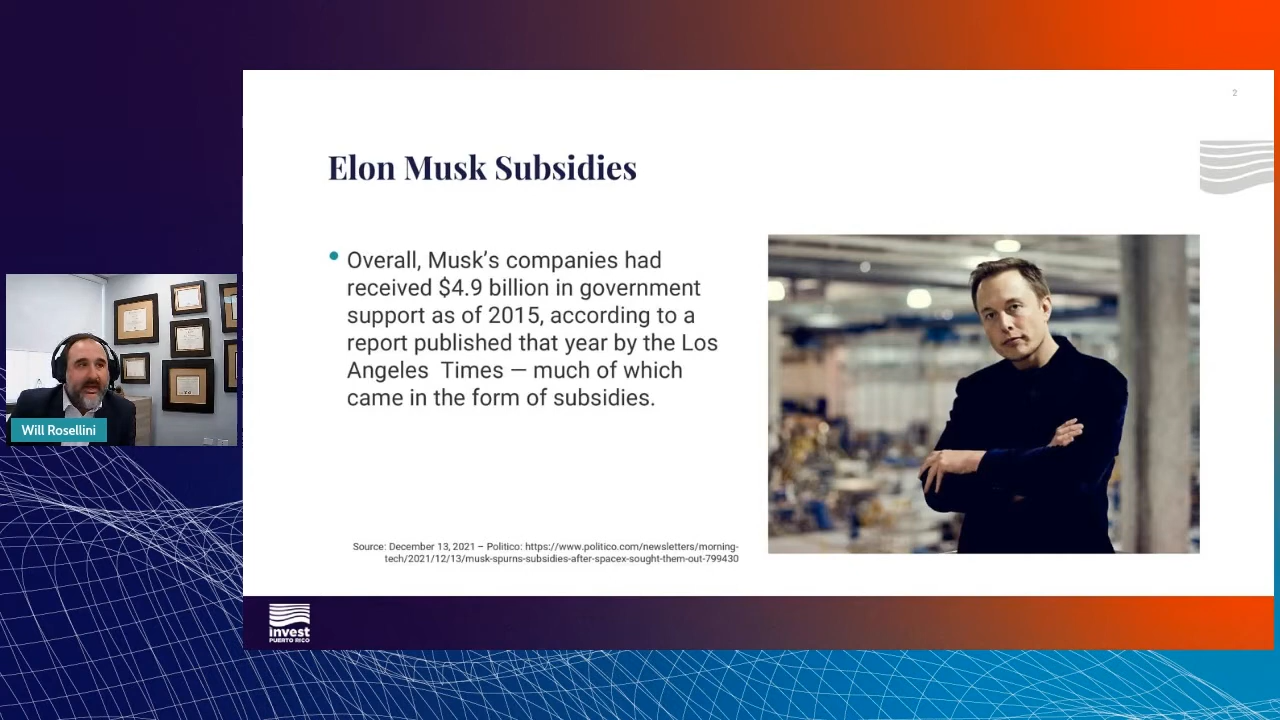 2
Elon Musk Subsidies
• Overall, Musk’s companies had
received $4.9 billion in government
support as of 2015, according to a
report published that year by the Los
Angeles  Times — much of which
came in the form of subsidies.
Will Rosellini
Source: December 13, 2021 – Politico: https://www.politico.com/newsletters/morning-
tech/2021/12/13/musk-spurns-subsidies-after-spacex-sought-them-out-799430
invest
PUERTO RICO